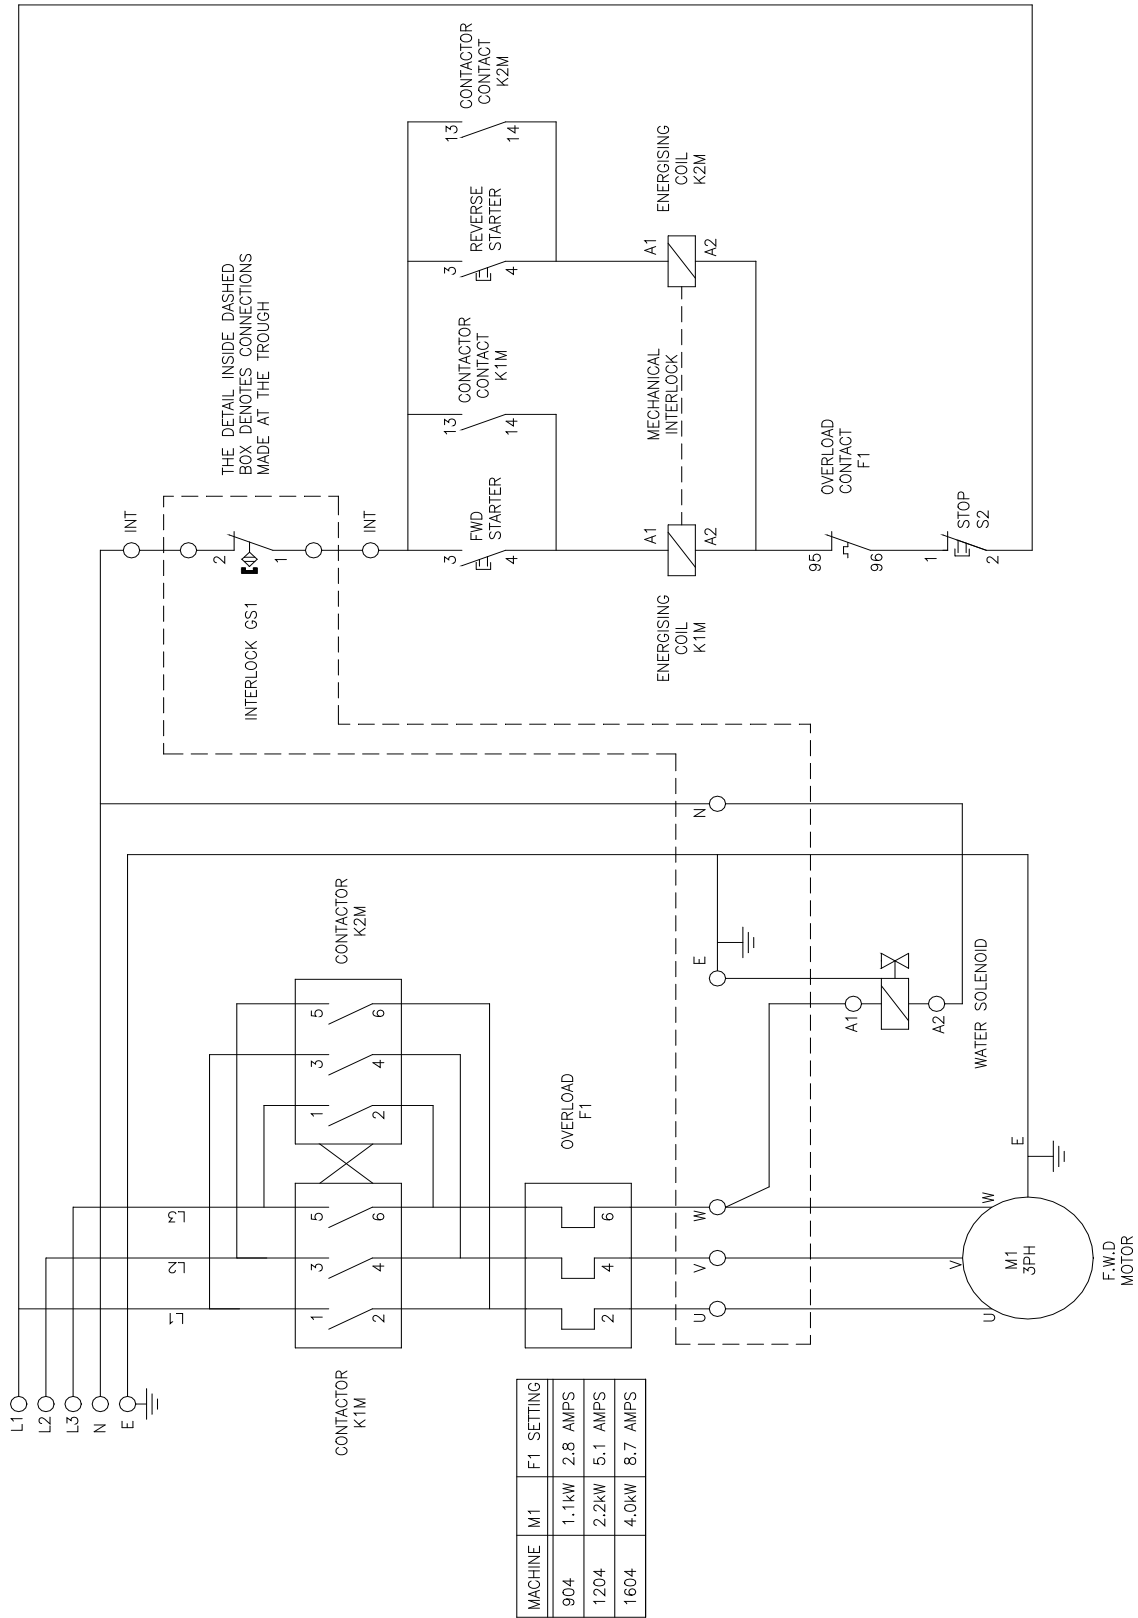 L1
L2
L3
N
E
L1
L2
L3
CONTACTOR
K1M
1
3
5
2
4
6
CONTACTOR
K2M
1
3
5
2
4
6
OVERLOAD
F1
2
4
6
U
V
W
E
N
A1
A2
WATER SOLENOID
U
V
W
E
M1
3PH
F.W.D
MOTOR
MACHINE M1 F1 SETTING
904 1.1kW 2.8 AMPS
1204 2.2kW 5.1 AMPS
1604 4.0kW 8.7 AMPS
THE DETAIL INSIDE DASHED
BOX DENOTES CONNECTIONS
MADE AT THE TROUGH
INT
2
1
INTERLOCK GS1
INT
3
4
FWD
STARTER
13
14
CONTACTOR
CONTACT
K1M
3
4
REVERSE
STARTER
13
14
CONTACTOR
CONTACT
K2M
ENERGISING
COIL
K1M
A1
A2
MECHANICAL
INTERLOCK
A1
A2
ENERGISING
COIL
K2M
95
96
OVERLOAD
CONTACT
F1
1
2
STOP
S2